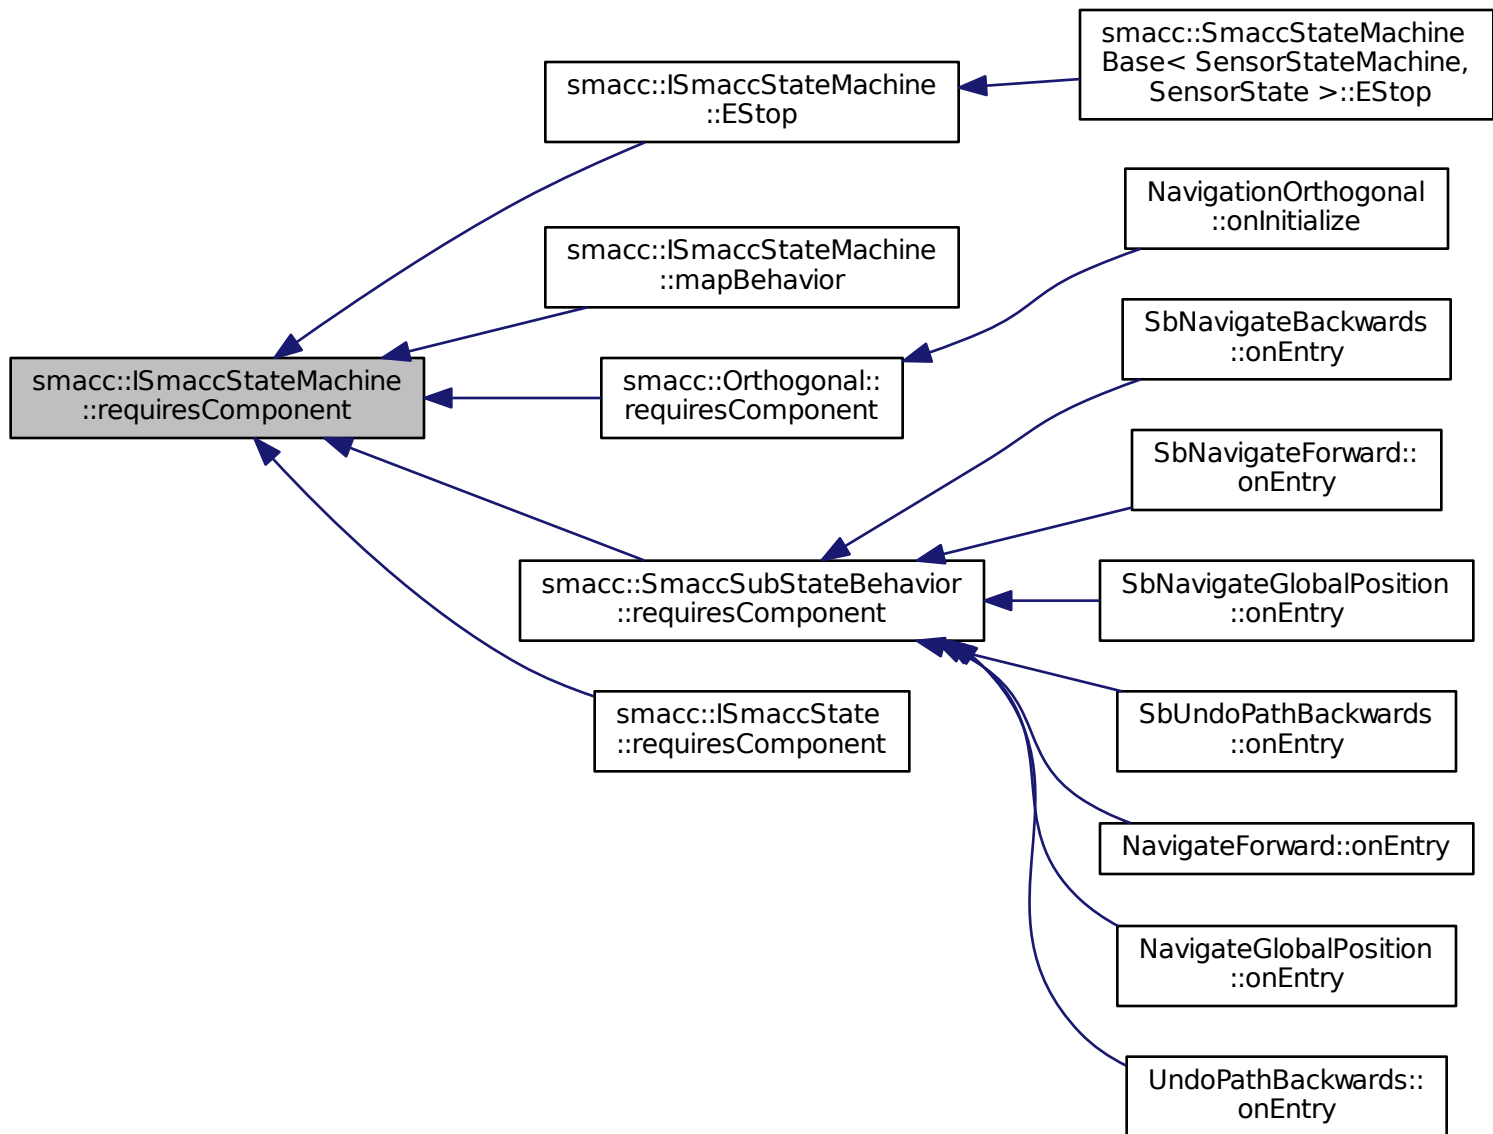 smacc::SmaccStateMachine
Base< SensorStateMachine,
SensorState >::EStop
smacc::ISmaccStateMachine
::EStop
NavigationOrthogonal
::onInitialize
smacc::ISmaccStateMachine
::mapBehavior
SbNavigateBackwards
::onEntry
smacc::ISmaccStateMachine
::requiresComponent
smacc::Orthogonal::
requiresComponent
SbNavigateForward::
onEntry
smacc::SmaccSubStateBehavior
::requiresComponent
SbNavigateGlobalPosition
::onEntry
smacc::ISmaccState
::requiresComponent
SbUndoPathBackwards
::onEntry
NavigateForward::onEntry
NavigateGlobalPosition
::onEntry
UndoPathBackwards::
onEntry